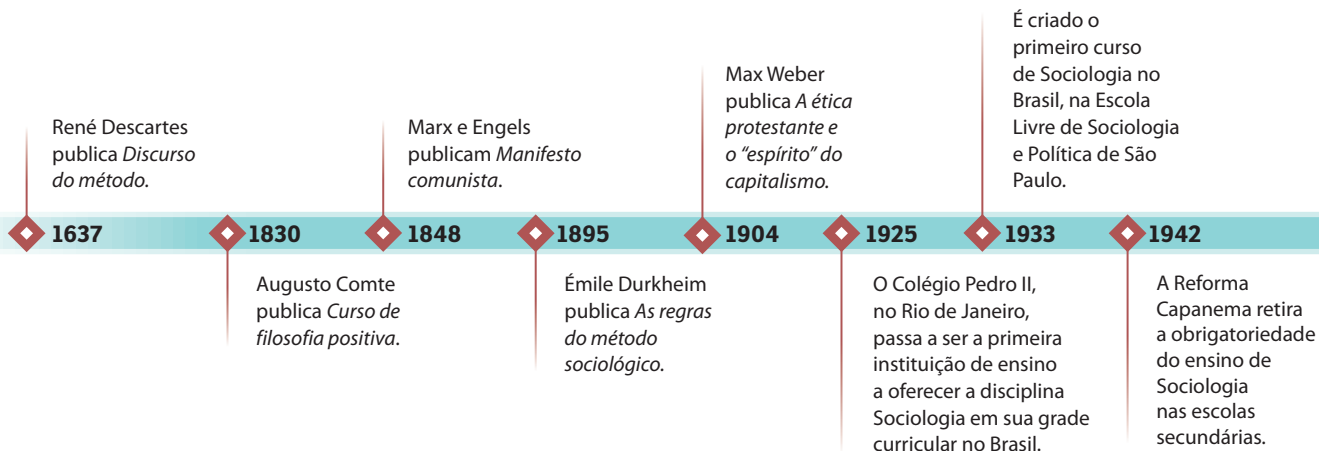 1637
René Descartes
publica Discurso
do método.
1830
Augusto Comte
publica Curso de
filosofia positiva.
1848
Marx e Engels
publicam Manifesto
comunista.
1895
Émile Durkheim
publica As regras
do método
sociológico.
1904
Max Weber
publica A ética
protestante e
o “espírito” do
capitalismo.
1925
O Colégio Pedro II,
no Rio de Janeiro,
passa a ser a primeira
instituição de ensino
a oferecer a disciplina
Sociologia em sua grade
curricular no Brasil.
1933
É criado o
primeiro curso
de Sociologia no
Brasil, na Escola
Livre de Sociologia
e Política de São
Paulo.
1942
A Reforma
Capanema retira
a obrigatoriedade
do ensino de
Sociologia
nas escolas
secundárias.